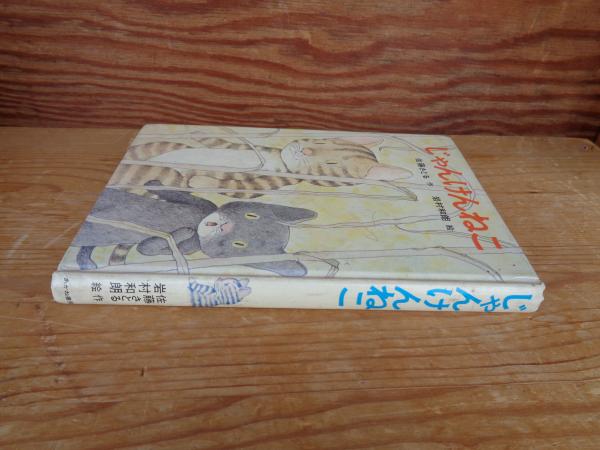 じゃんけんねこ
佐藤さとる 作
岩村和朗 絵
じゃんけんねこ
佐藤さとる 作
岩村和朗 絵